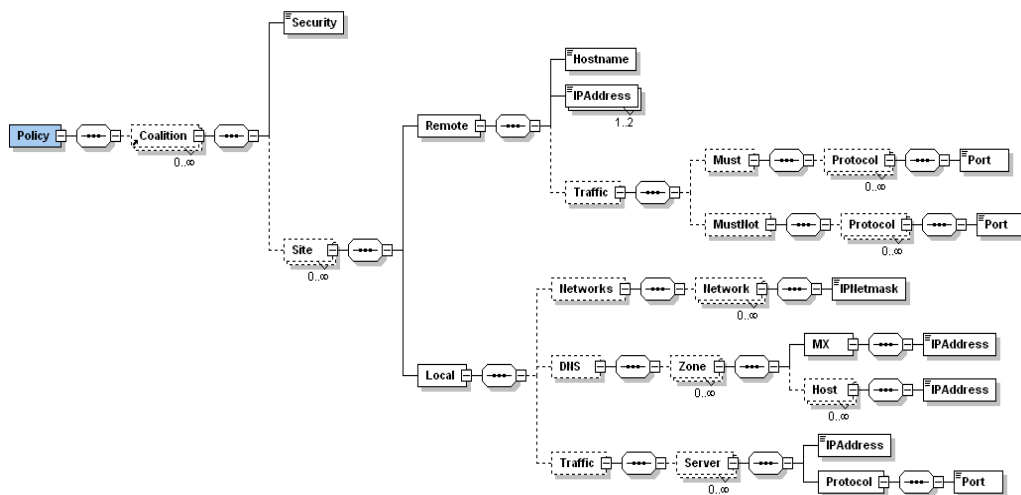 Security
Hostname
IPAddress
1..2
Policy
Coalition
0..∞
Remote
Must
Protocol
0..∞
Port
Traffic
MustNot
Protocol
0..∞
Port
Site
0..∞
Networks
Network
0..∞
IPNetmask
MX
IPAddress
Local
DNS
Zone
0..∞
Host
0..∞
IPAddress
IPAddress
Traffic
Server
0..∞
Protocol
Port